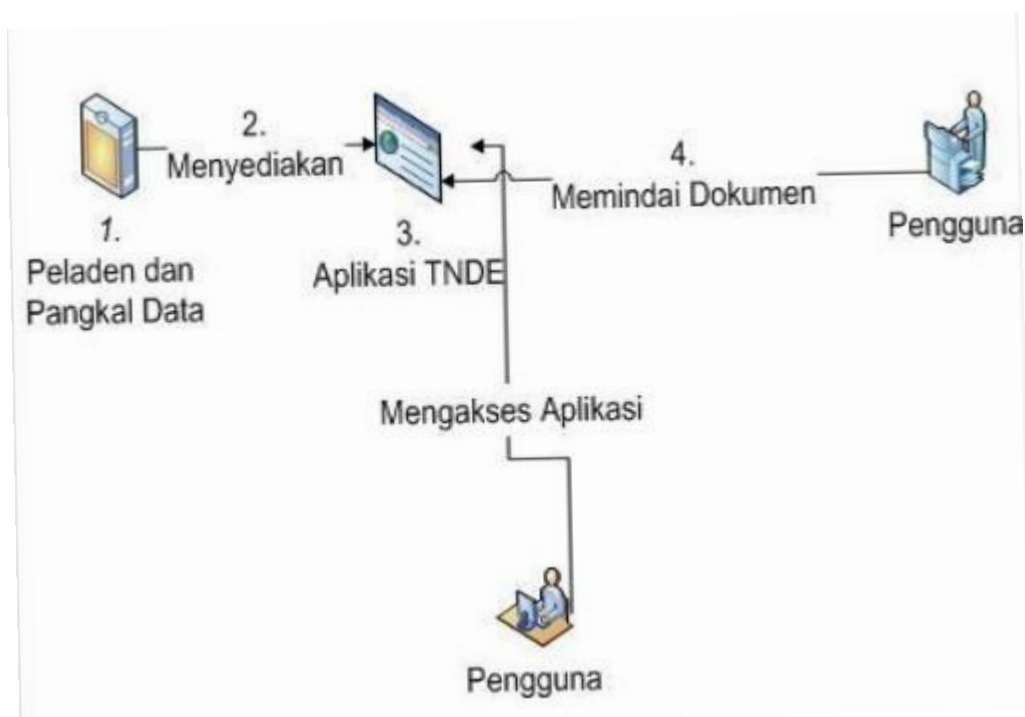 2.
Menyediakan
1.
Peladen dan
Pangkal Data
3.
Aplikasi TNDE
4.
Memindai Dokumen
Pengguna
Mengakses Aplikasi
Pengguna